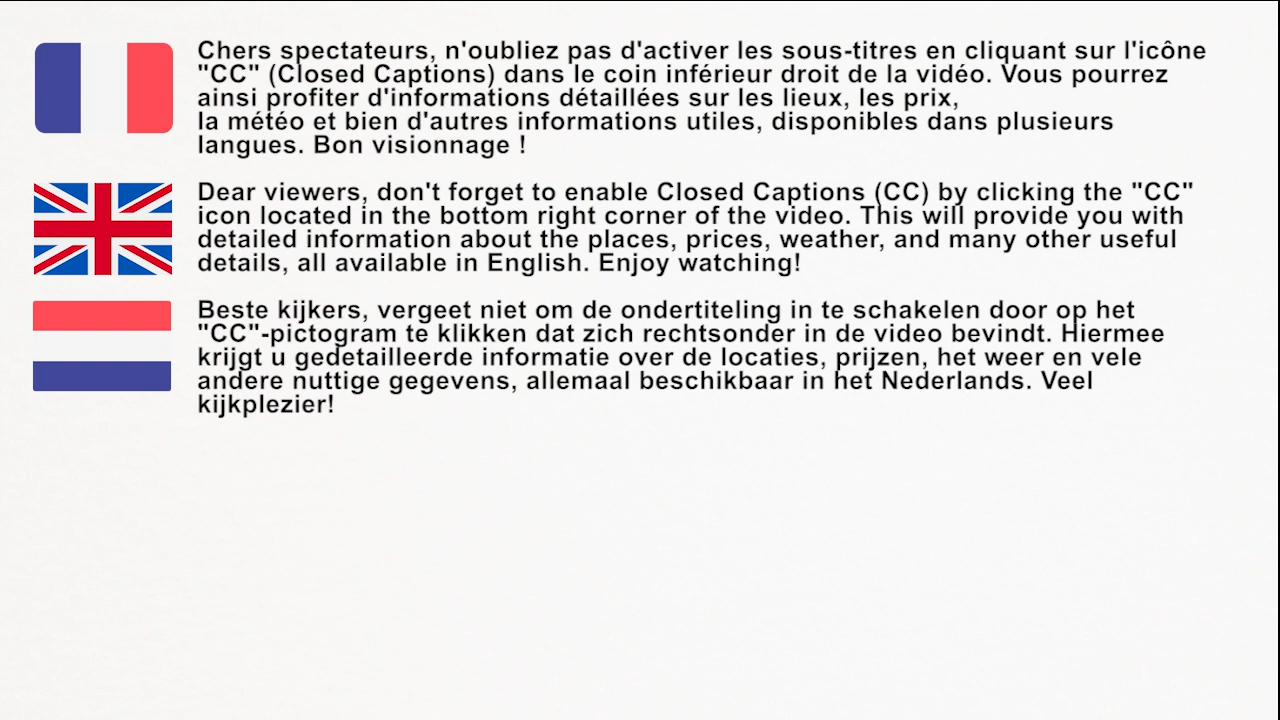 Chers spectateurs, n'oubliez pas d'activer les sous-titres en cliquant sur l'icône
"CC" (Closed Captions) dans le coin inférieur droit de la vidéo. Vous pourrez
ainsi profiter d'informations détaillées sur les lieux, les prix,
la météo et bien d'autres informations utiles, disponibles dans plusieurs
langues. Bon visionnage !
Dear viewers, don't forget to enable Closed Captions (CC) by clicking the "CC"
icon located in the bottom right corner of the video. This will provide you with
detailed information about the places, prices, weather, and many other useful
details, all available in English. Enjoy watching!
Beste kijkers, vergeet niet om de ondertiteling in te schakelen door op het
"CC"-pictogram te klikken dat zich rechtsonder in de video bevindt. Hiermee
krijgt u gedetailleerde informatie over de locaties, prijzen, het weer en vele
andere nuttige gegevens, allemaal beschikbaar in het Nederlands. Veel
kijkplezier!